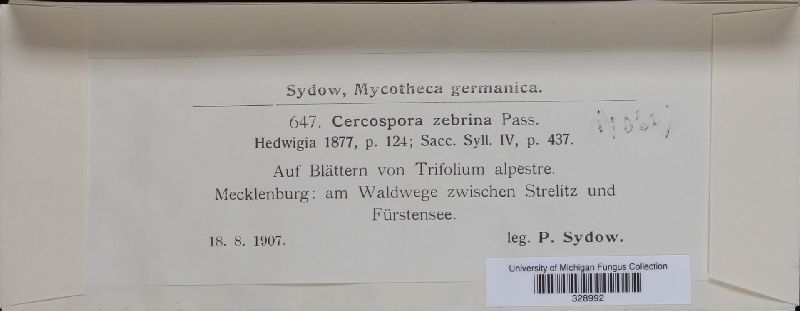 Sydow, Mycotheca germanica.
647. Cercospora zebrina Pass.
Hedwigia 1877, p. 124; Sacc. Syll. IV, p. 437.
Auf Blättern von Trifolium alpestre.
Mecklenburg: am Waldwege zwischen Strelitz und
Fürstensee.
18. 8. 1907.
leg. P. Sydow.
University of Michigan Fungus Collection
328992